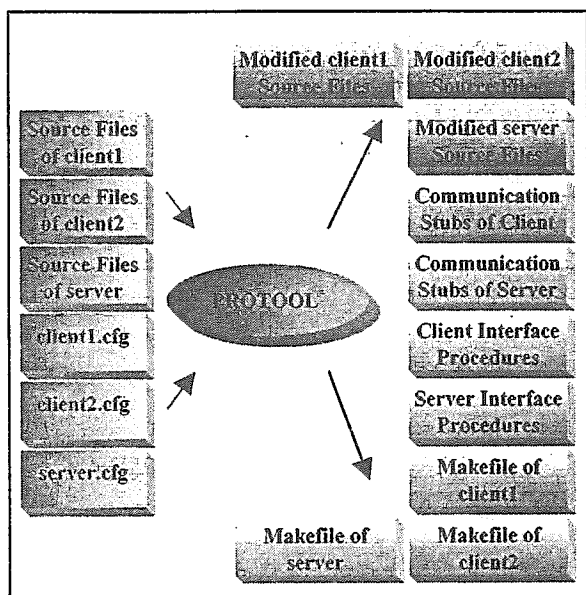 Modified client1
Source Files
Modified client2
Source Files
Source Files
of client1
Source Files
of client2
Source Files
of server
client1.cfg
client2.cfg
server.cfg
PROTOOL
Modified server
Source Files
Communication
Stubs of Client
Communication
Stubs of Server
Client Interface
Procedures
Server Interface
Procedures
Makefile of
client1
Makefile of
server
Makefile of
client2